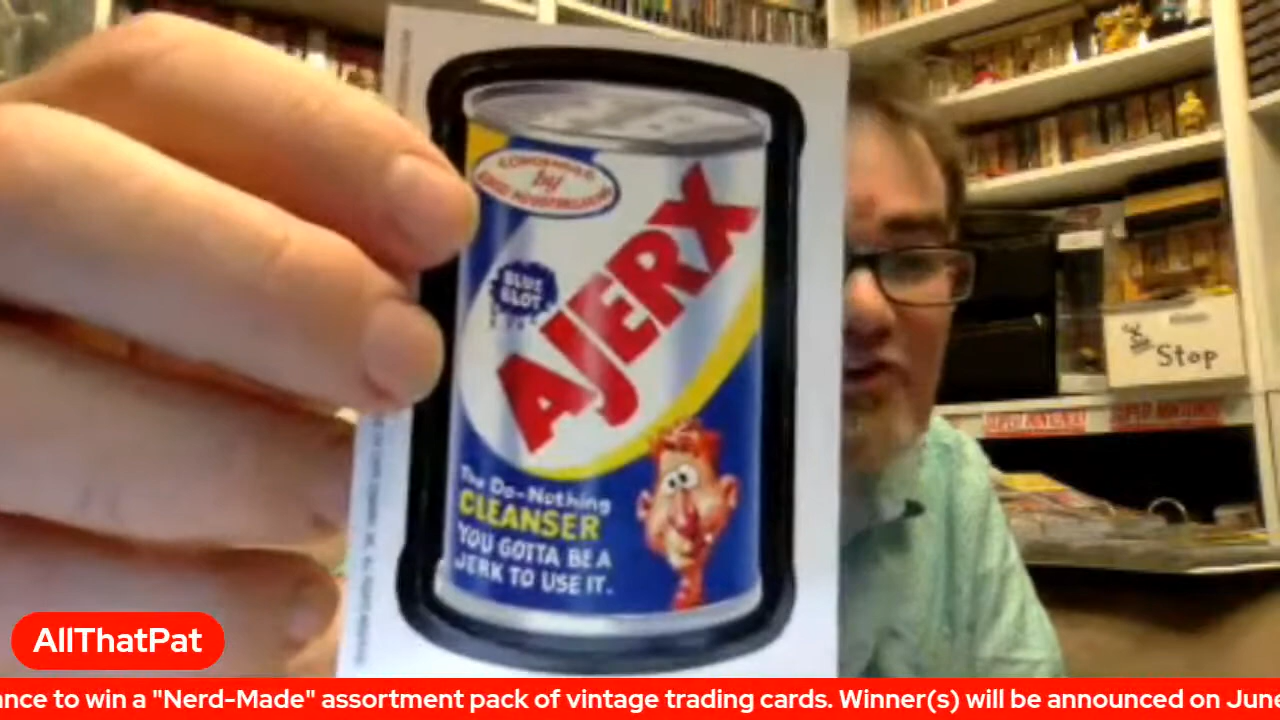 by
AJERX
BLUE
BLOT
The Do-Nothing
CLEANSER
YOU GOTTA BE A
JERK TO USE IT.
Stop
AllThatPat
ance to win a "Nerd-Made" assortment pack of vintage trading cards. Winner(s) will be announced on June